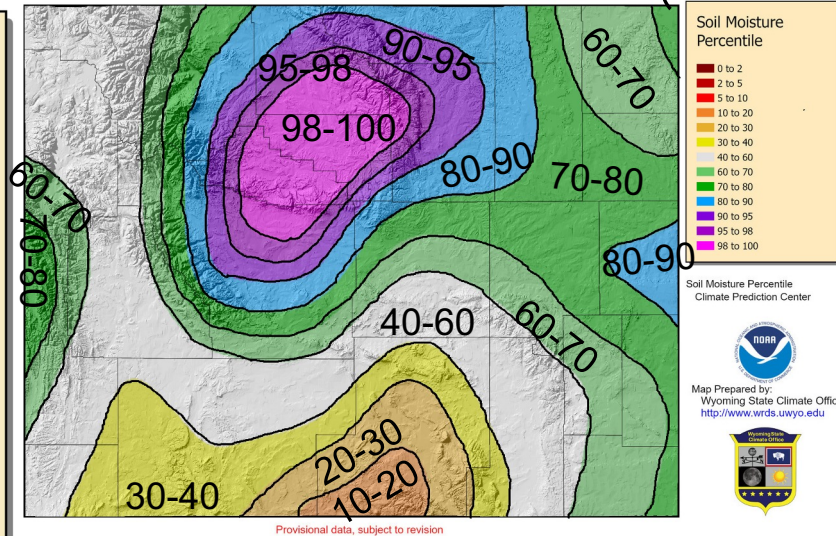 90-95
95-98
98-100
80-90
60-70
70-80
60-70
70-80
80-90
40-60
60-70
20-30
30-40
10-20
Provisional data, subject to revision
Soil Moisture
Percentile
0 to 2
2 to 5
5 to 10
10 to 20
20 to 30
30 to 40
40 to 60
60 to 70
70 to 80
80 to 90
90 to 95
95 to 98
98 to 100
Soil Moisture Percentile
Climate Prediction Center
NOAA
Map Prepared by:
Wyoming State Climate Offic
http://www.wrds.uwyo.edu
Wyoming State
Climate Office